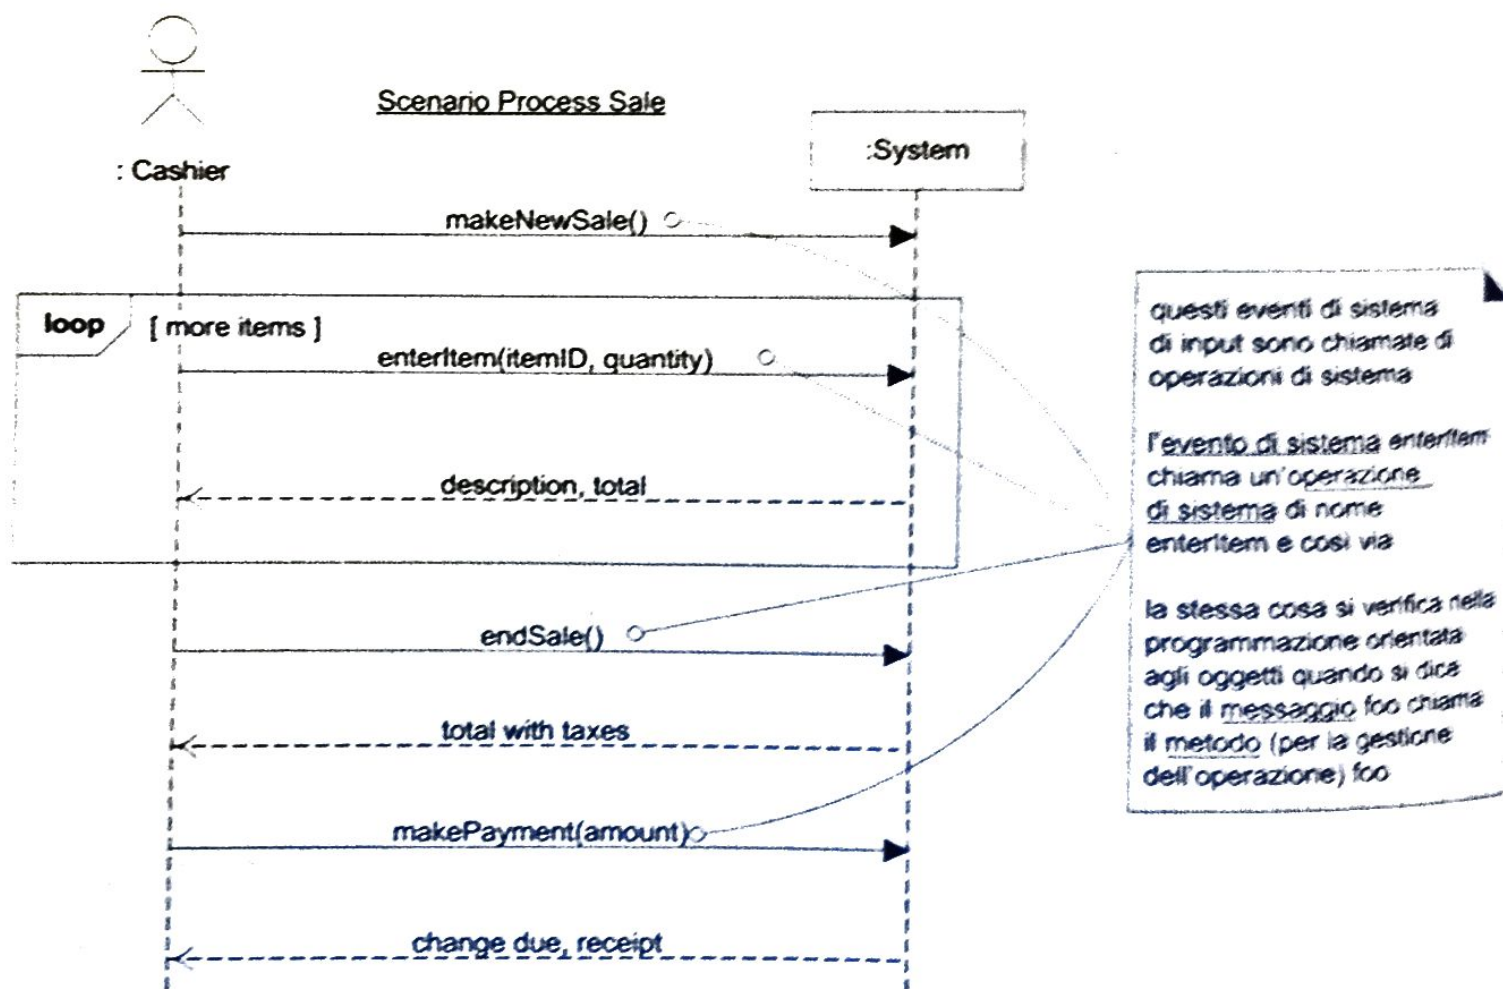 Scenario Process Sale
: Cashier
:System
makeNewSale()
loop
[ more items ]
enterItem(itemID, quantity)
description, total
endSale()
total with taxes
makePayment(amount)
change due, receipt
questi eventi di sistema
di input sono chiamate di
operazioni di sistema
l'evento di sistema enterItem
chiama un'operazione
di sistema di nome
enterItem e così via
la stessa cosa si verifica nella
programmazione orientata
agli oggetti quando si dice
che il messaggio foo chiama
il metodo (per la gestione
dell'operazione) foo